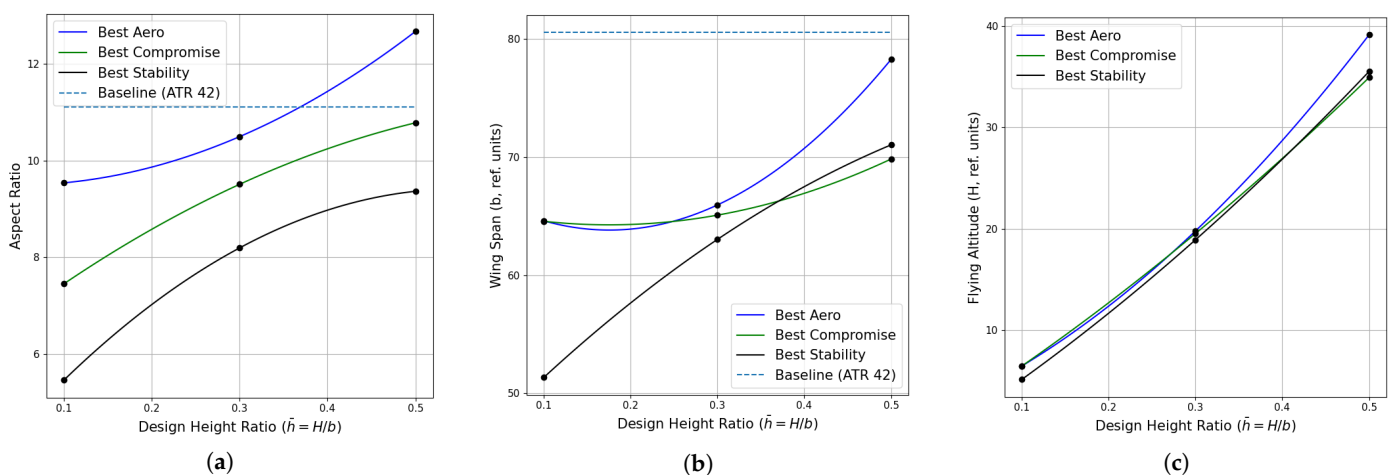 12
10
8
6
Aspect Ratio
Best Aero
Best Compromise
Best Stability
Baseline (ATR 42)
0.1 0.2 0.3 0.4 0.5
Design Height Ratio (h̄ = H/b)
(a)
80
70
60
50
Wing Span (b, ref. units)
Best Aero
Best Compromise
Best Stability
Baseline (ATR 42)
0.1 0.2 0.3 0.4 0.5
Design Height Ratio (h̄ = H/b)
(b)
40
30
20
10
Flying Altitude (H, ref. units)
Best Aero
Best Compromise
Best Stability
0.1 0.2 0.3 0.4 0.5
Design Height Ratio (h̄ = H/b)
(c)